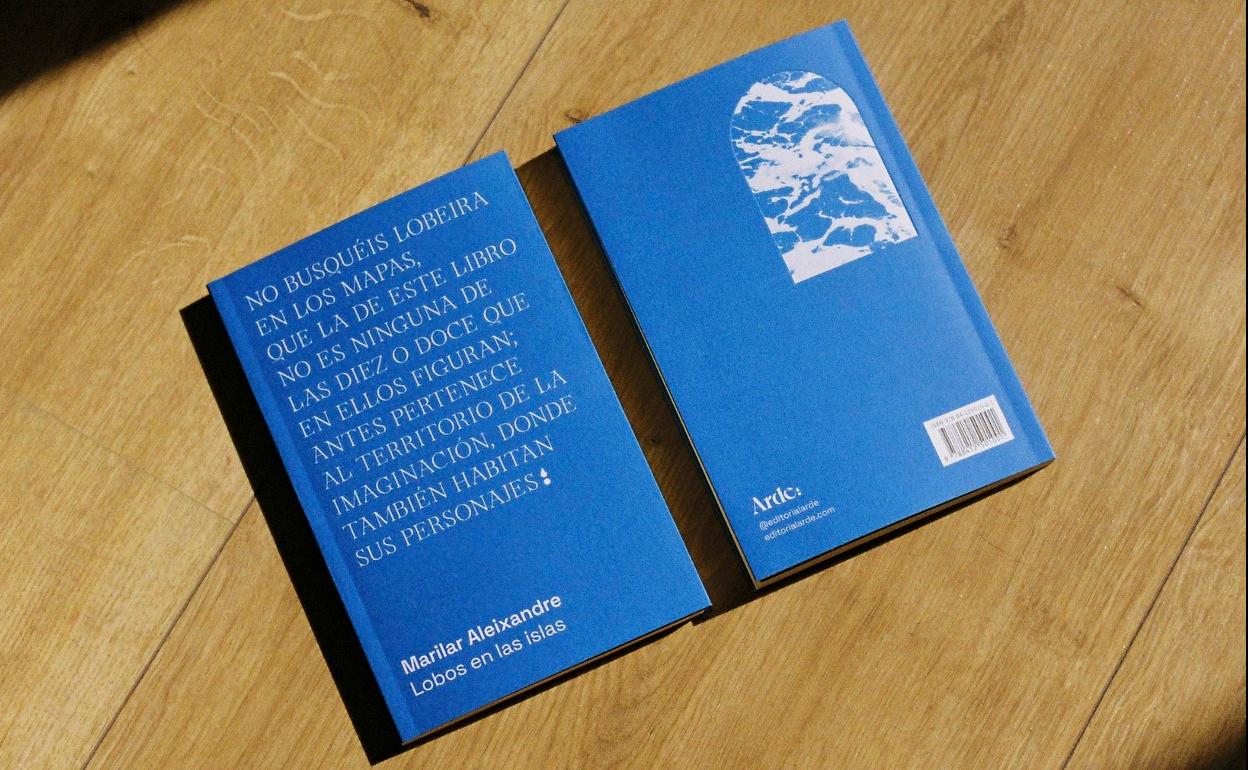 NO BUSQUÉIS LOBEIRA
EN LOS MAPAS,
QUE LA DE ESTE LIBRO
NO ES NINGUNA DE
LAS DIEZ O DOCE QUE
EN ELLOS FIGURAN;
ANTES PERTENECE
AL TERRITORIO DE LA
IMAGINACIÓN, DONDE
TAMBIÉN HABITAN
SUS PERSONAJES
Marilar Aleixandre
Lobos en las islas
Arde:
@editorialarde
editorialarde.com